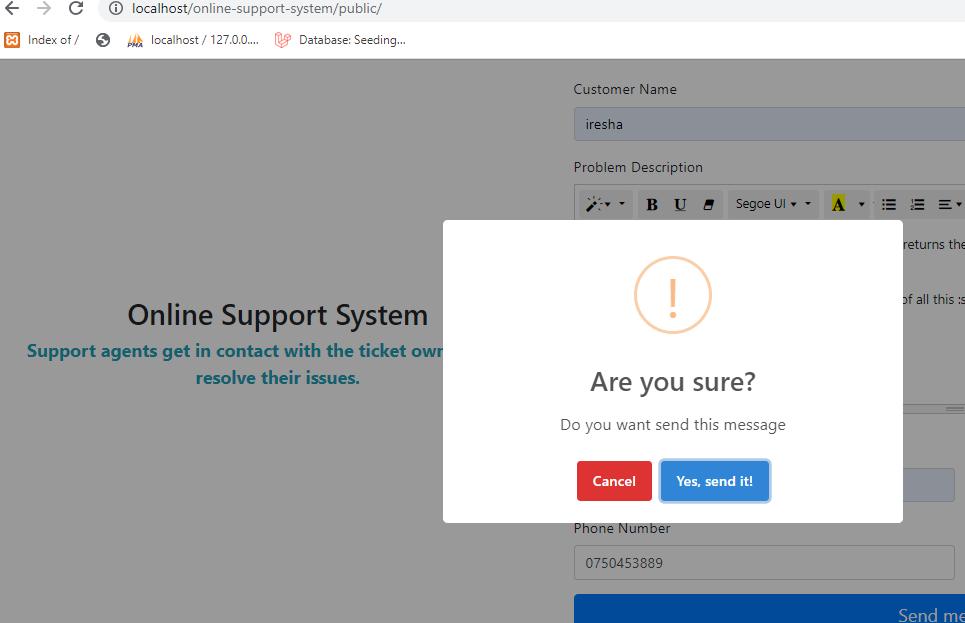 localhost/online-support-system/public/
Index of /
localhost / 127.0.0....
Database: Seeding...
Customer Name
iresha
Problem Description
B U Segoe UI A
returns the
of all this :s
Online Support System
Support agents get in contact with the ticket own
resolve their issues.
!
Are you sure?
Do you want send this message
Cancel
Yes, send it!
Phone Number
0750453889
Send me